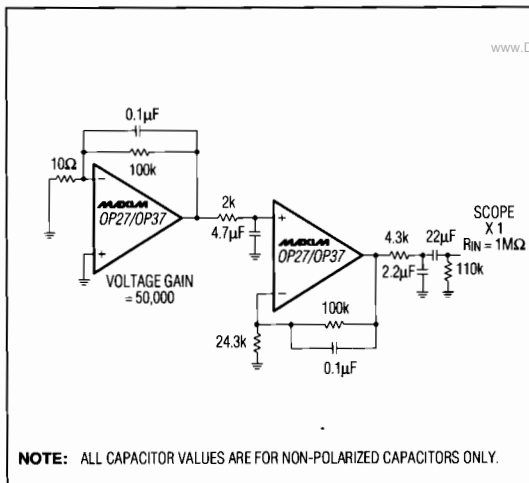 www.D
0.1µF
10Ω
100k
−
MAXIM
OP27/OP37
+
VOLTAGE GAIN
= 50,000
2k
4.7µF
+
MAXIM
OP27/OP37
−
4.3k
22µF
2.2µF
110k
SCOPE
X 1
RIN = 1MΩ
24.3k
100k
0.1µF
NOTE: ALL CAPACITOR VALUES ARE FOR NON-POLARIZED CAPACITORS ONLY.